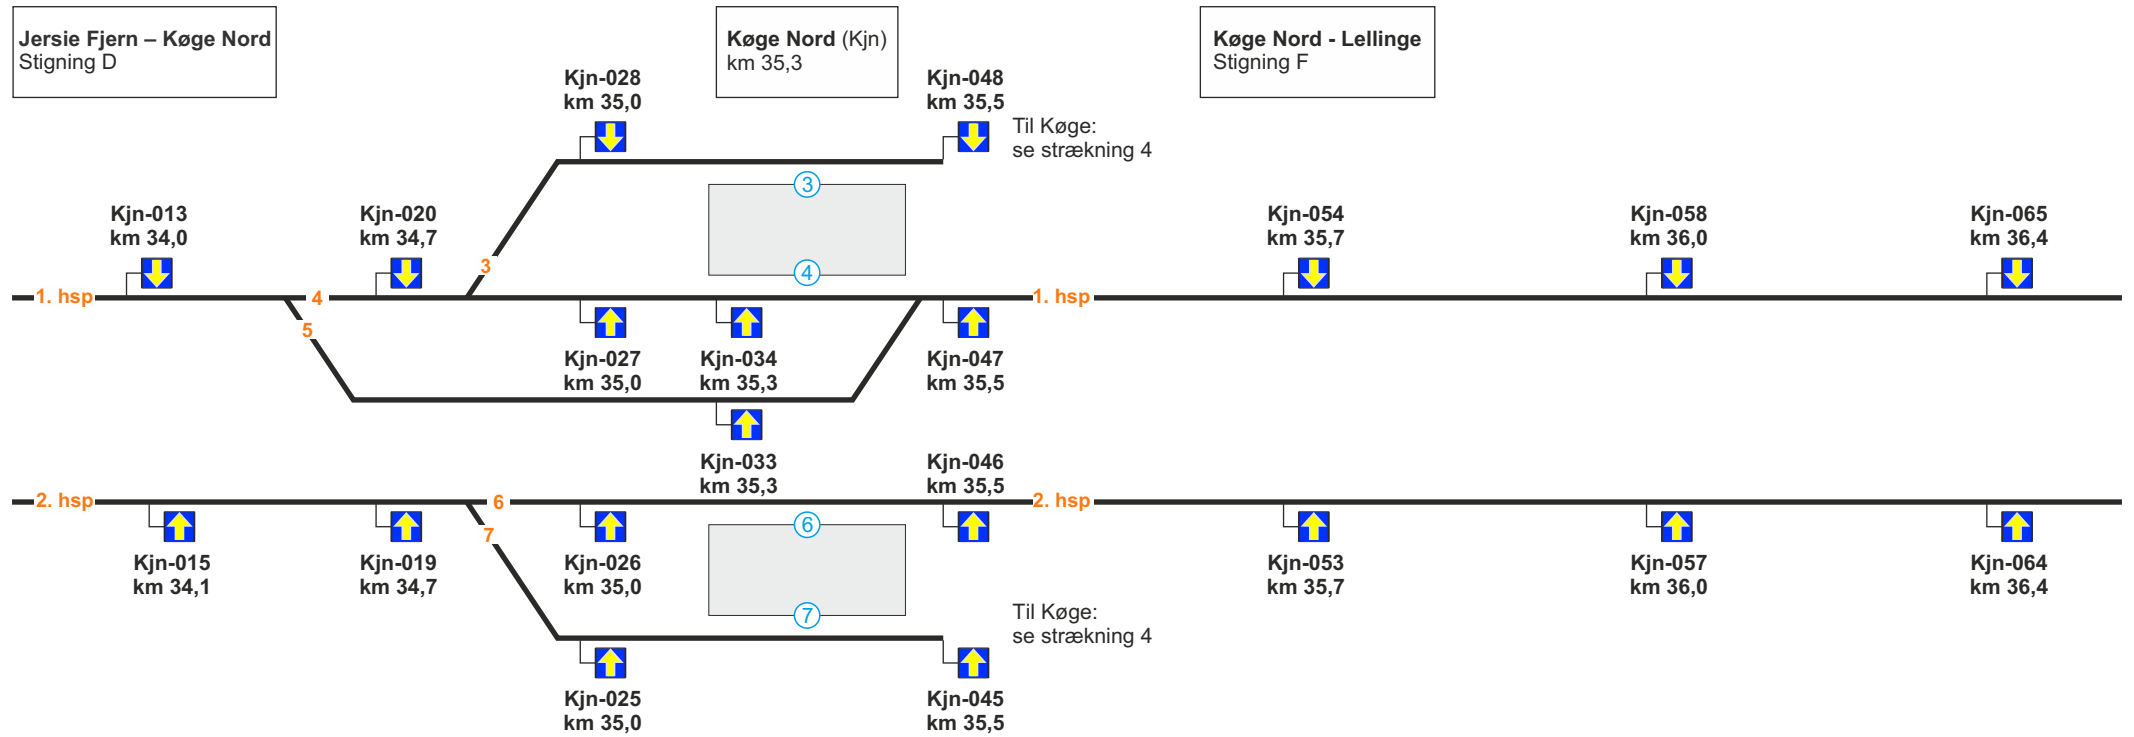 Jersie Fjern – Køge Nord
Stigning D
Køge Nord (Kjn)
km 35,3
Køge Nord - Lellinge
Stigning F
Kjn-028
km 35,0
Kjn-048
km 35,5
Til Køge:
se strækning 4
3
Kjn-013
km 34,0
Kjn-020
km 34,7
Kjn-054
km 35,7
Kjn-058
km 36,0
Kjn-065
km 36,4
3
4
1. hsp
4
1. hsp
5
Kjn-027
km 35,0
Kjn-034
km 35,3
Kjn-047
km 35,5
Kjn-033
km 35,3
Kjn-046
km 35,5
2. hsp
6
2. hsp
7
6
Kjn-015
km 34,1
Kjn-019
km 34,7
Kjn-026
km 35,0
Kjn-053
km 35,7
Kjn-057
km 36,0
Kjn-064
km 36,4
7
Til Køge:
se strækning 4
Kjn-025
km 35,0
Kjn-045
km 35,5